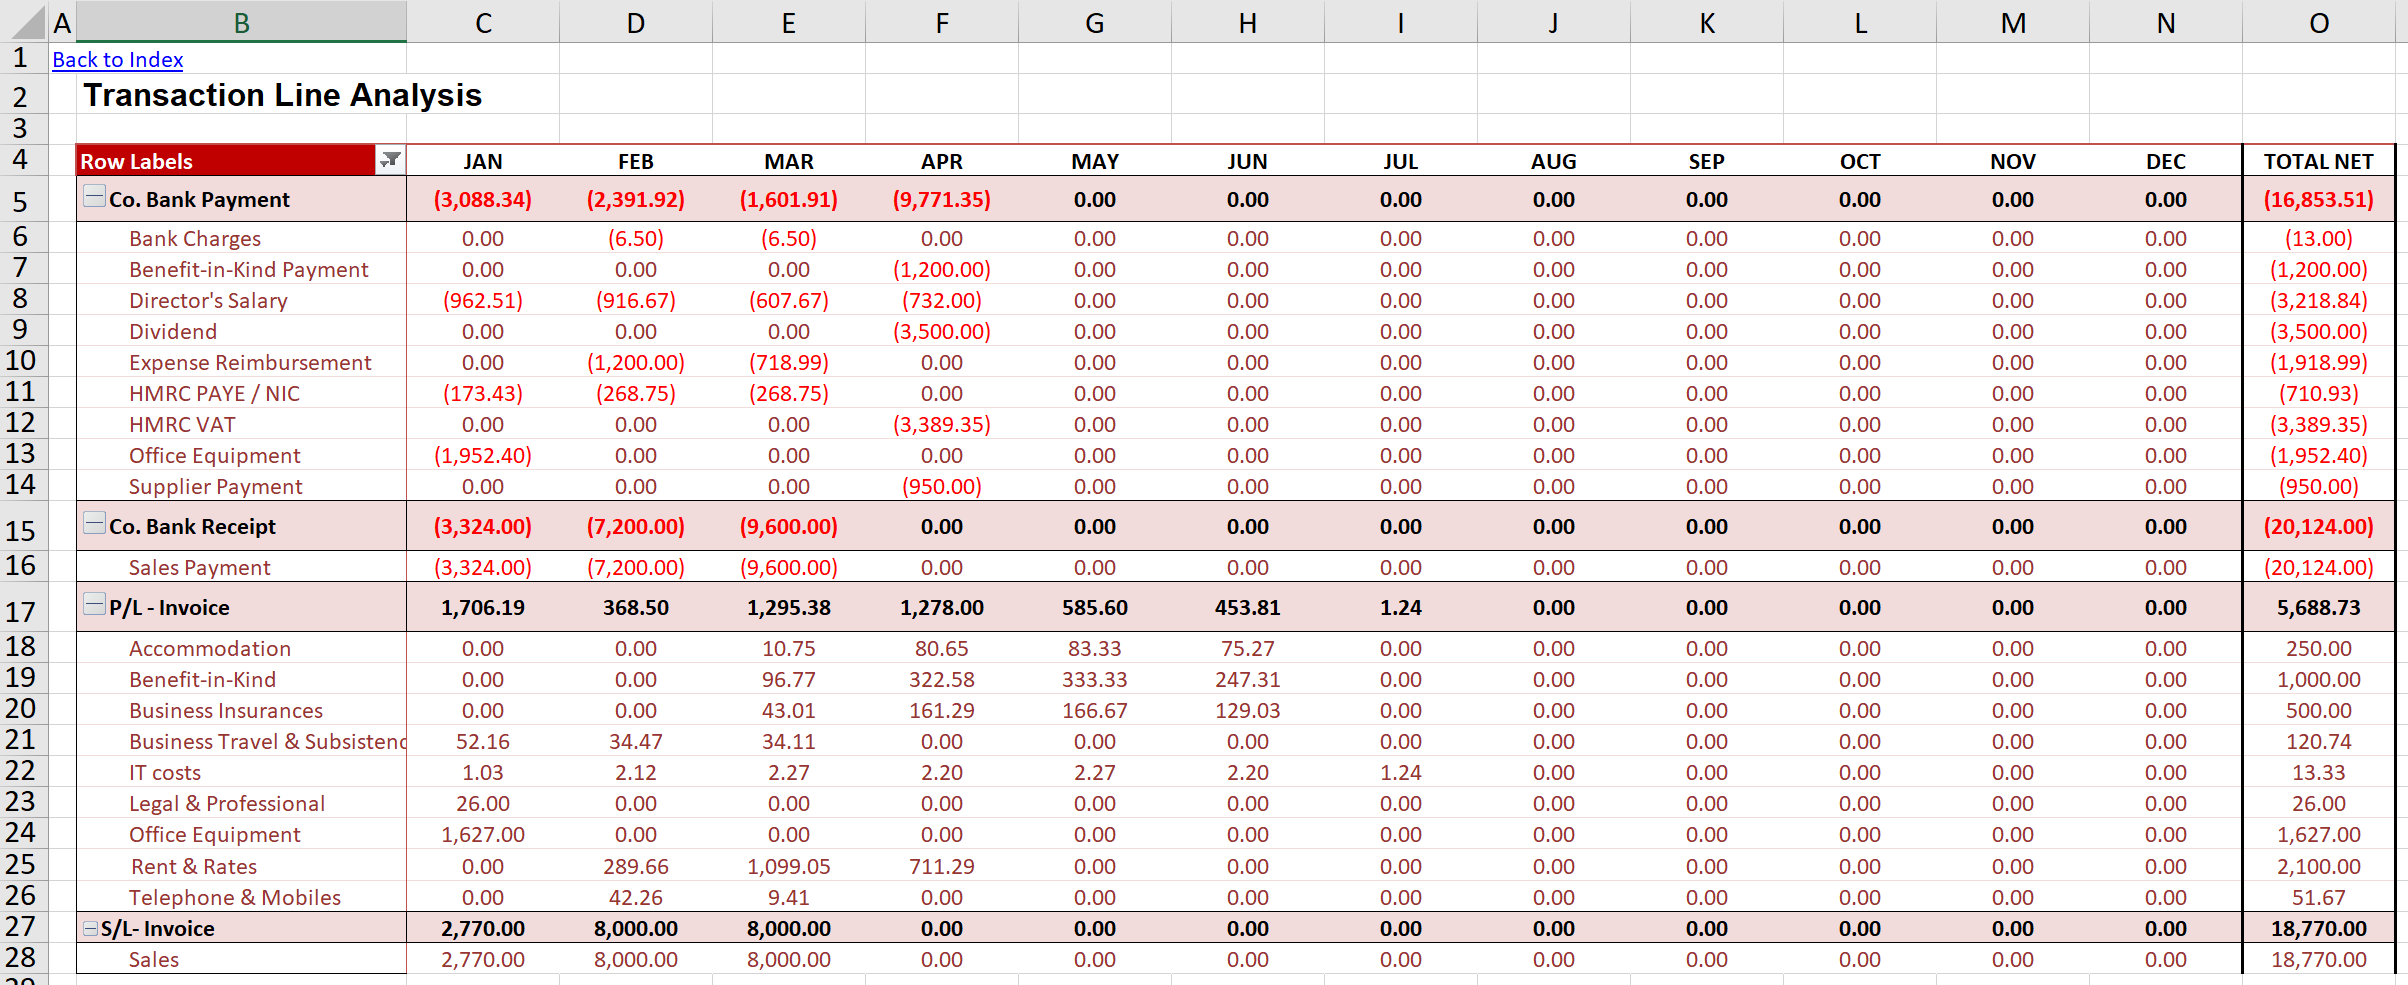 A B C D E F G H I J K L M N O
1 Back to Index
2 Transaction Line Analysis
3
4 Row Labels JAN FEB MAR APR MAY JUN JUL AUG SEP OCT NOV DEC TOTAL NET
5 Co. Bank Payment (3,088.34) (2,391.92) (1,601.91) (9,771.35) 0.00 0.00 0.00 0.00 0.00 0.00 0.00 0.00 (16,853.51)
6 Bank Charges 0.00 (6.50) (6.50) 0.00 0.00 0.00 0.00 0.00 0.00 0.00 0.00 0.00 (13.00)
7 Benefit-in-Kind Payment 0.00 0.00 0.00 (1,200.00) 0.00 0.00 0.00 0.00 0.00 0.00 0.00 0.00 (1,200.00)
8 Director's Salary (962.51) (916.67) (607.67) (732.00) 0.00 0.00 0.00 0.00 0.00 0.00 0.00 0.00 (3,218.84)
9 Dividend 0.00 0.00 0.00 (3,500.00) 0.00 0.00 0.00 0.00 0.00 0.00 0.00 0.00 (3,500.00)
10 Expense Reimbursement 0.00 (1,200.00) (718.99) 0.00 0.00 0.00 0.00 0.00 0.00 0.00 0.00 0.00 (1,918.99)
11 HMRC PAYE / NIC (173.43) (268.75) (268.75) 0.00 0.00 0.00 0.00 0.00 0.00 0.00 0.00 0.00 (710.93)
12 HMRC VAT 0.00 0.00 0.00 (3,389.35) 0.00 0.00 0.00 0.00 0.00 0.00 0.00 0.00 (3,389.35)
13 Office Equipment (1,952.40) 0.00 0.00 0.00 0.00 0.00 0.00 0.00 0.00 0.00 0.00 0.00 (1,952.40)
14 Supplier Payment 0.00 0.00 0.00 (950.00) 0.00 0.00 0.00 0.00 0.00 0.00 0.00 0.00 (950.00)
15 Co. Bank Receipt (3,324.00) (7,200.00) (9,600.00) 0.00 0.00 0.00 0.00 0.00 0.00 0.00 0.00 0.00 (20,124.00)
16 Sales Payment (3,324.00) (7,200.00) (9,600.00) 0.00 0.00 0.00 0.00 0.00 0.00 0.00 0.00 0.00 (20,124.00)
17 P/L - Invoice 1,706.19 368.50 1,295.38 1,278.00 585.60 453.81 1.24 0.00 0.00 0.00 0.00 0.00 5,688.73
18 Accommodation 0.00 0.00 10.75 80.65 83.33 75.27 0.00 0.00 0.00 0.00 0.00 0.00 250.00
19 Benefit-in-Kind 0.00 0.00 96.77 322.58 333.33 247.31 0.00 0.00 0.00 0.00 0.00 0.00 1,000.00
20 Business Insurances 0.00 0.00 43.01 161.29 166.67 129.03 0.00 0.00 0.00 0.00 0.00 0.00 500.00
21 Business Travel & Subsistenc 52.16 34.47 34.11 0.00 0.00 0.00 0.00 0.00 0.00 0.00 0.00 0.00 120.74
22 IT costs 1.03 2.12 2.27 2.20 2.27 2.20 1.24 0.00 0.00 0.00 0.00 0.00 13.33
23 Legal & Professional 26.00 0.00 0.00 0.00 0.00 0.00 0.00 0.00 0.00 0.00 0.00 0.00 26.00
24 Office Equipment 1,627.00 0.00 0.00 0.00 0.00 0.00 0.00 0.00 0.00 0.00 0.00 0.00 1,627.00
25 Rent & Rates 0.00 289.66 1,099.05 711.29 0.00 0.00 0.00 0.00 0.00 0.00 0.00 0.00 2,100.00
26 Telephone & Mobiles 0.00 42.26 9.41 0.00 0.00 0.00 0.00 0.00 0.00 0.00 0.00 0.00 51.67
27 S/L- Invoice 2,770.00 8,000.00 8,000.00 0.00 0.00 0.00 0.00 0.00 0.00 0.00 0.00 0.00 18,770.00
28 Sales 2,770.00 8,000.00 8,000.00 0.00 0.00 0.00 0.00 0.00 0.00 0.00 0.00 0.00 18,770.00